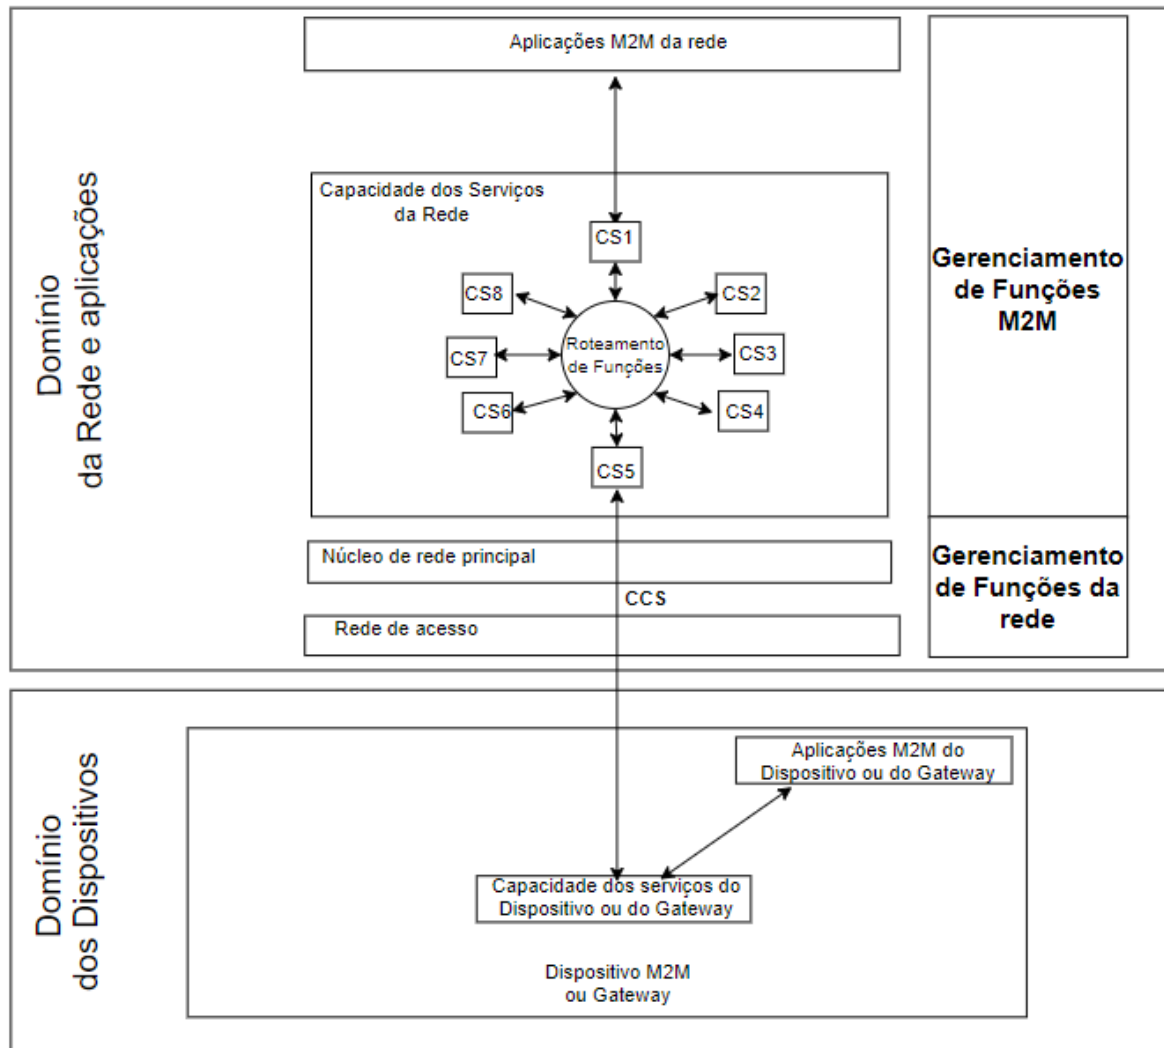 Aplicações M2M da rede
Domínio
da Rede e aplicações
Capacidade dos Serviços
da Rede
CS1
CS8
CS2
Roteamento
de Funções
CS7
CS3
CS6
CS4
CS5
Gerenciamento
de Funções
M2M
Núcleo de rede principal
CCS
Rede de acesso
Gerenciamento
de Funções da
rede
Domínio
dos Dispositivos
Aplicações M2M do
Dispositivo ou do Gateway
Capacidade dos serviços do
Dispositivo ou do Gateway
Dispositivo M2M
ou Gateway